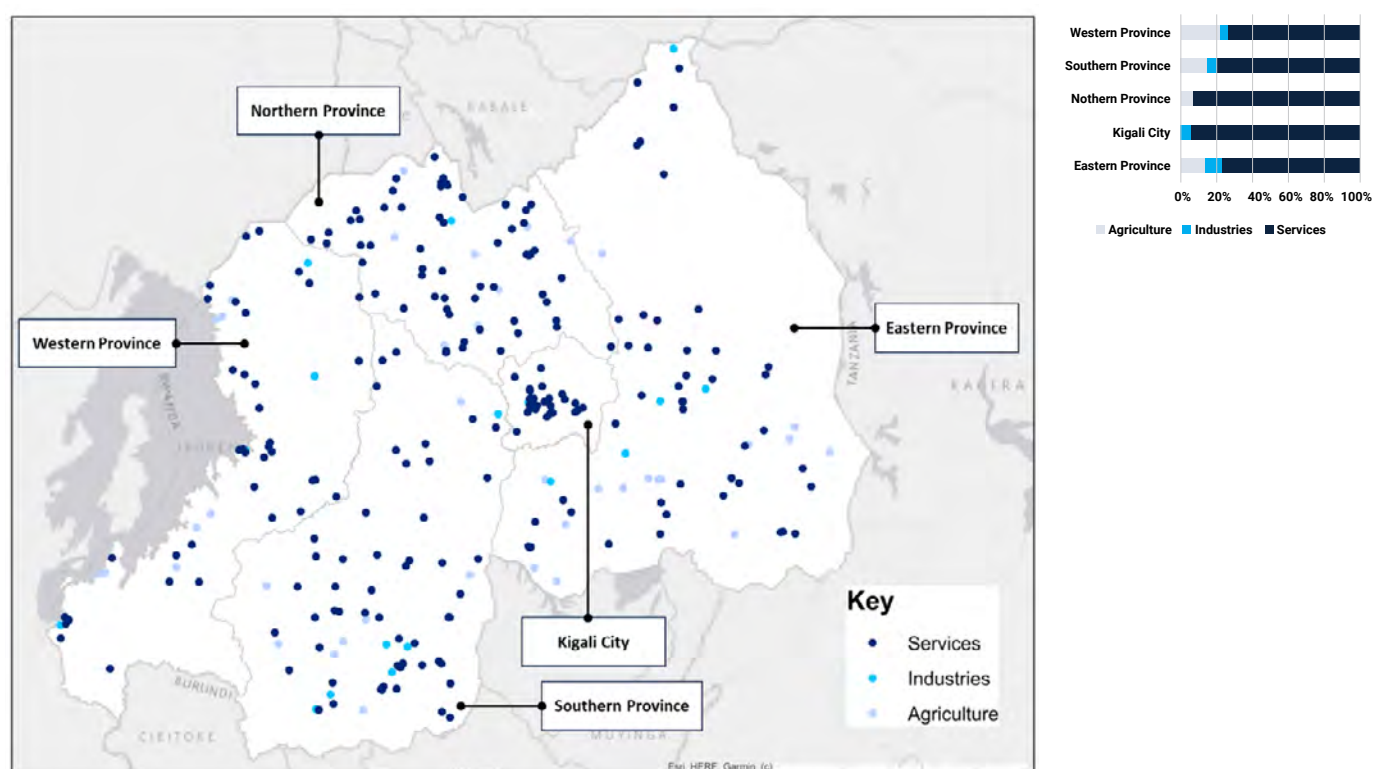 Northern Province
KABALE
Western Province
Eastern Province
TANZANIA
KAGERA
Kigali City
Southern Province
BURUNDI
CIBITOKE
MUYINGA
Key
Services
Industries
Agriculture
Esri, HERE, Garmin, (c)
Western Province
Southern Province
Nothern Province
Kigali City
Eastern Province
0% 20% 40% 60% 80% 100%
Agriculture Industries Services